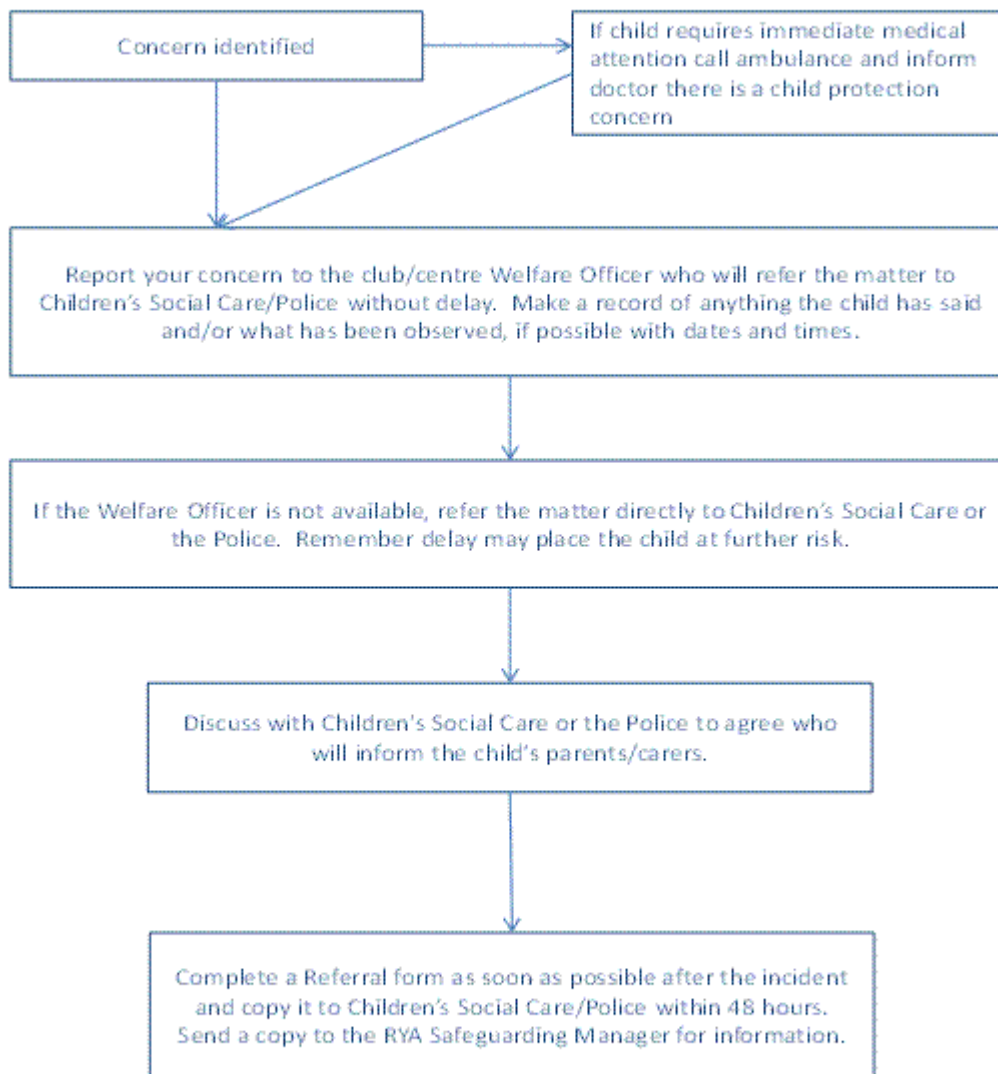 Concern identified
If child requires immediate medical
attention call ambulance and inform
doctor there is a child protection
concern
Report your concern to the club/centre Welfare Officer who will refer the matter to
Children's Social Care/Police without delay. Make a record of anything the child has said
and/or what has been observed, if possible with dates and times.
If the Welfare Officer is not available, refer the matter directly to Children's Social Care or
the Police. Remember delay may place the child at further risk.
Discuss with Children's Social Care or the Police to agree who
will inform the child's parents/carers.
Complete a Referral form as soon as possible after the incident
and copy it to Children's Social Care/Police within 48 hours.
Send a copy to the RYA Safeguarding Manager for information.